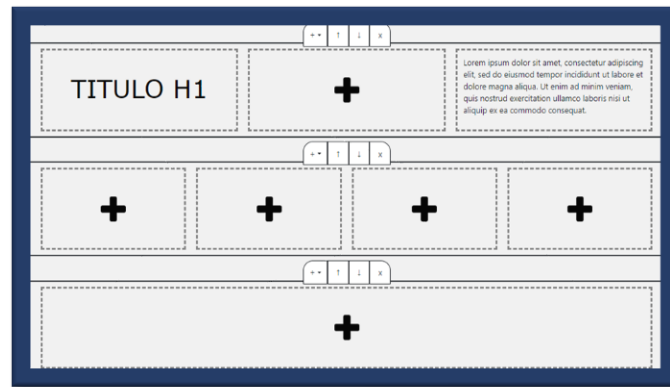 + ↑ ↓ x
TITULO H1
Lorem ipsum dolor sit amet, consectetur adipiscing
elit, sed do eiusmod tempor incididunt ut labore et
dolore magna aliqua. Ut enim ad minim veniam,
quis nostrud exercitation ullamco laboris nisi ut
aliquip ex ea commodo consequat.
+ ↑ ↓ x
+ ↑ ↓ x